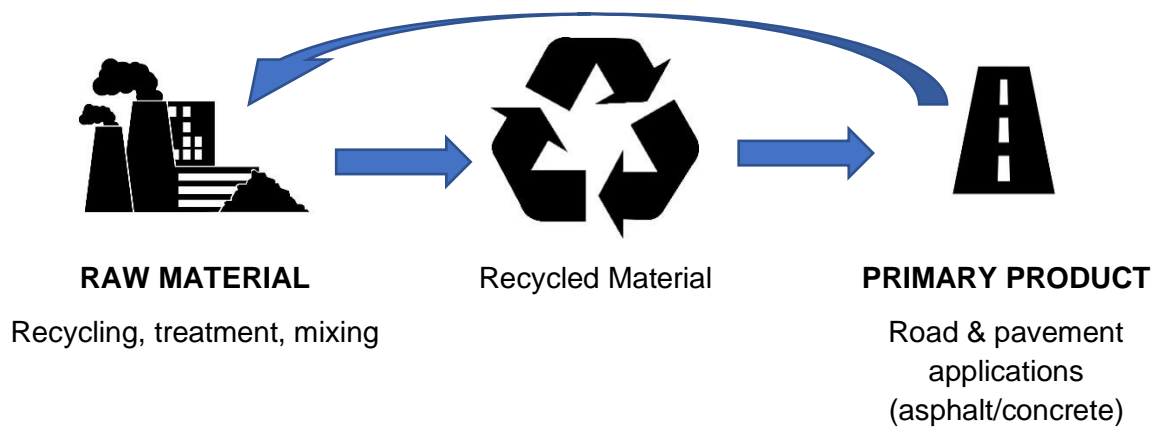 RAW MATERIAL
Recycling, treatment, mixing
Recycled Material
PRIMARY PRODUCT
Road & pavement
applications
(asphalt/concrete)